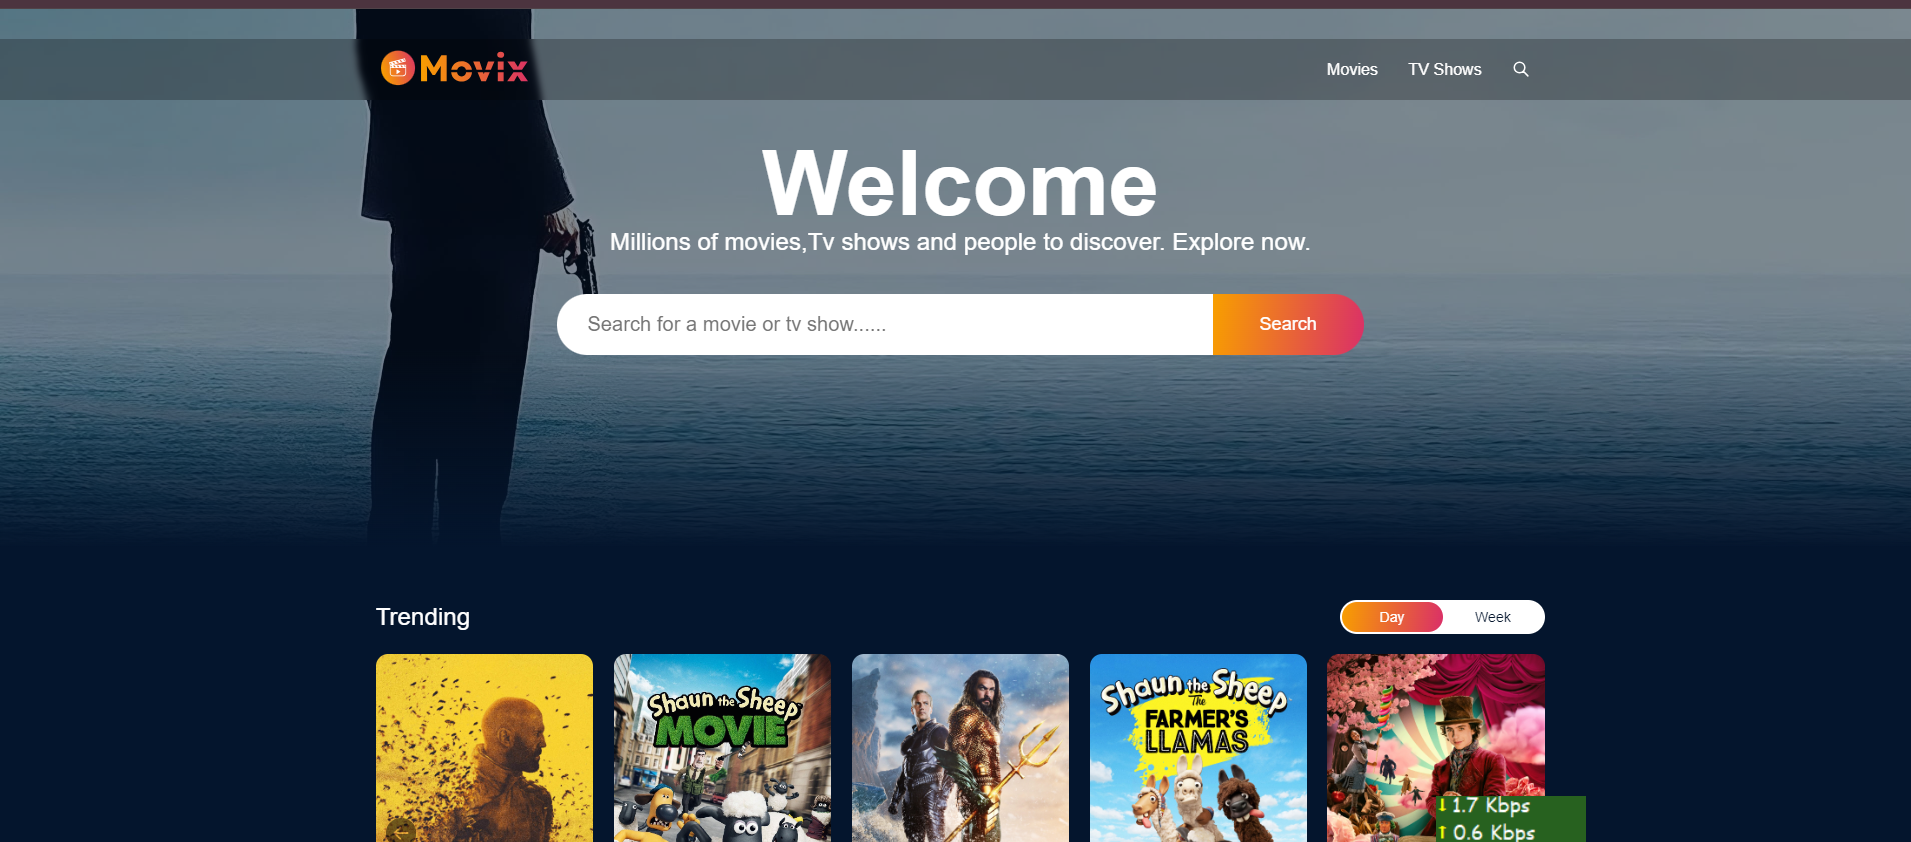 Movix
Movies
TV Shows
Welcome
Millions of movies,Tv shows and people to discover. Explore now.
Search for a movie or tv show......
Search
Trending
Day
Week
Shaun the Sheep
MOVIE
Shaun the Sheep
The
FARMER'S
LLAMAS
↓ 1.7 Kbps
↑ 0.6 Kbps